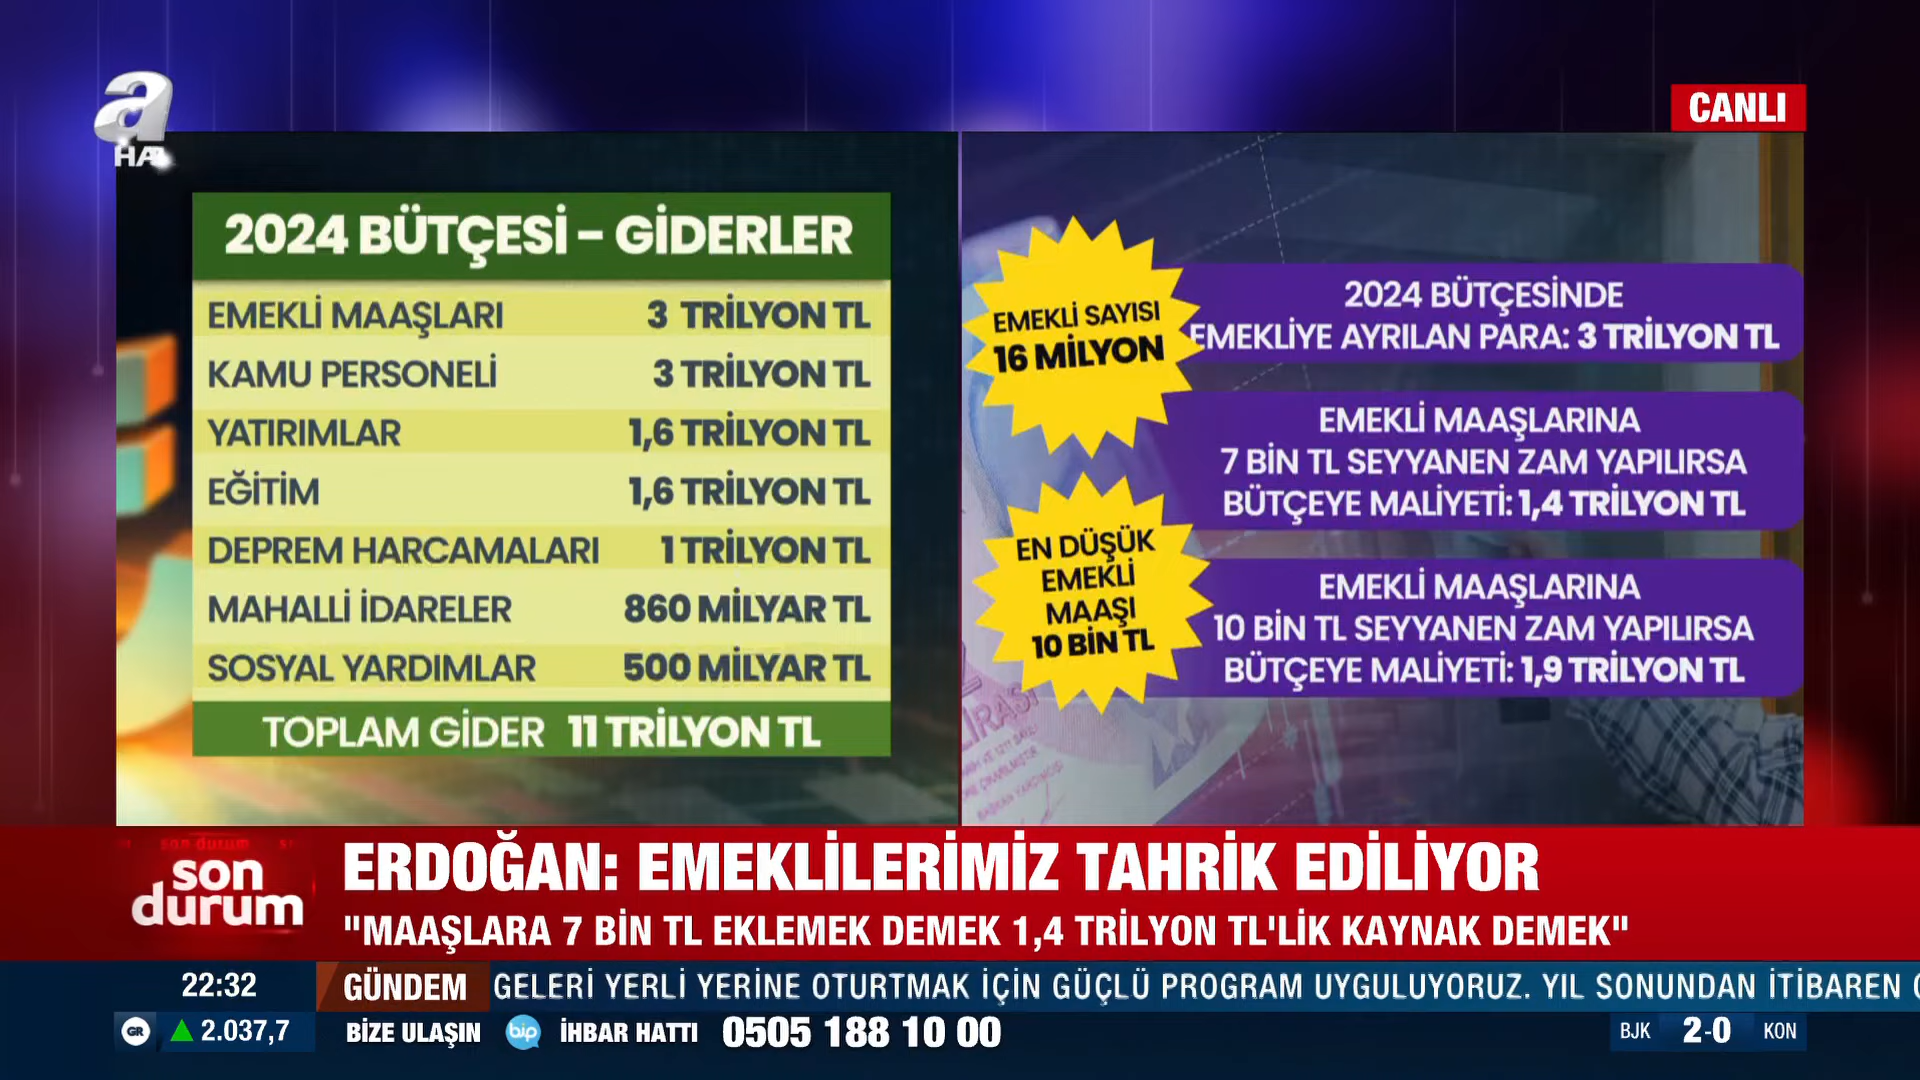 a
HA
CANLI
2024 BÜTÇESİ – GİDERLER
EMEKLİ MAAŞLARI 3 TRİLYON TL
KAMU PERSONELİ 3 TRİLYON TL
YATIRIMLAR 1,6 TRİLYON TL
EĞİTİM 1,6 TRİLYON TL
DEPREM HARCAMALARI 1 TRİLYON TL
MAHALLİ İDARELER 860 MİLYAR TL
SOSYAL YARDIMLAR 500 MİLYAR TL
TOPLAM GİDER 11 TRİLYON TL
EMEKLİ SAYISI
16 MİLYON
2024 BÜTÇESİNDE
EMEKLİYE AYRILAN PARA: 3 TRİLYON TL
EMEKLİ MAAŞLARINA
7 BİN TL SEYYANEN ZAM YAPILIRSA
BÜTÇEYE MALİYETİ: 1,4 TRİLYON TL
EN DÜŞÜK
EMEKLİ
MAAŞI
10 BİN TL
EMEKLİ MAAŞLARINA
10 BİN TL SEYYANEN ZAM YAPILIRSA
BÜTÇEYE MALİYETİ: 1,9 TRİLYON TL
son
durum
ERDOĞAN: EMEKLİLERİMİZ TAHRİK EDİLİYOR
"MAAŞLARA 7 BİN TL EKLEMEK DEMEK 1,4 TRİLYON TL'LİK KAYNAK DEMEK"
22:32
GÜNDEM
GELERİ YERLİ YERİNE OTURTMAK İÇİN GÜÇLÜ PROGRAM UYGULUYORUZ. YIL SONUNDAN İTİBAREN
GR 2.037,7
BİZE ULAŞIN bip İHBAR HATTI 0505 188 10 00
BJK 2-0 KON